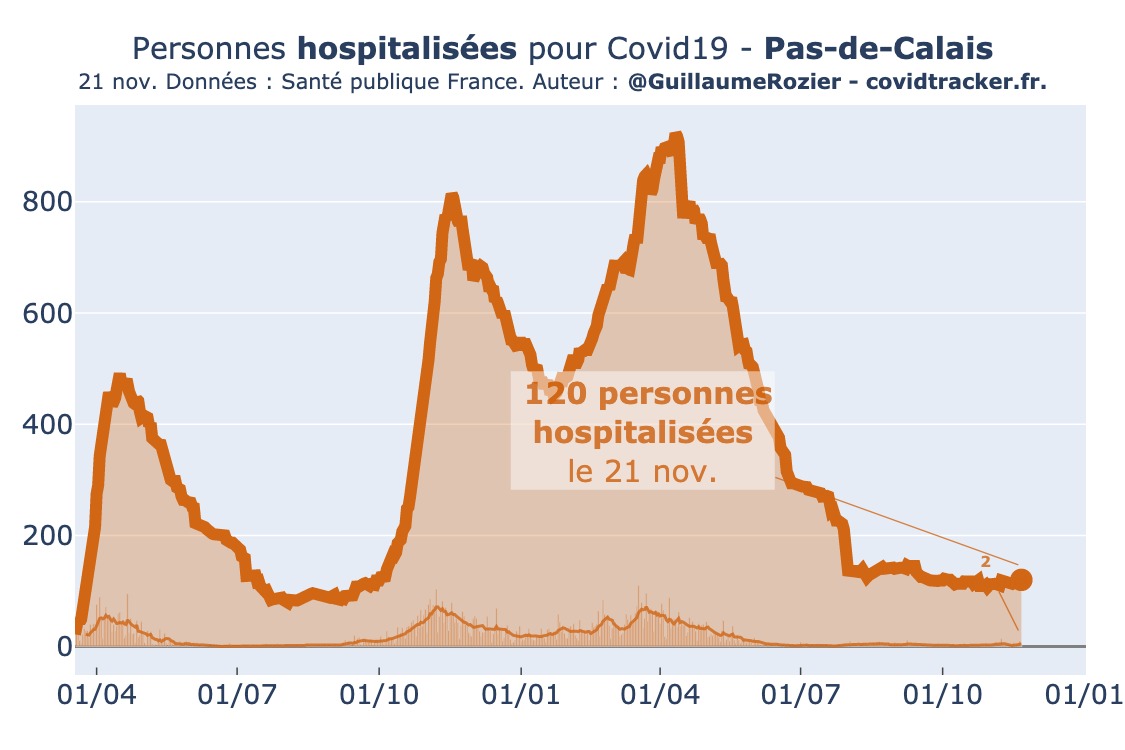 Personnes hospitalisées pour Covid19 - Pas-de-Calais
21 nov. Données : Santé publique France. Auteur : @GuillaumeRozier - covidtracker.fr.
800
600
400
200
0
120 personnes
hospitalisées
le 21 nov.
2
01/04 01/07 01/10 01/01 01/04 01/07 01/10 01/01